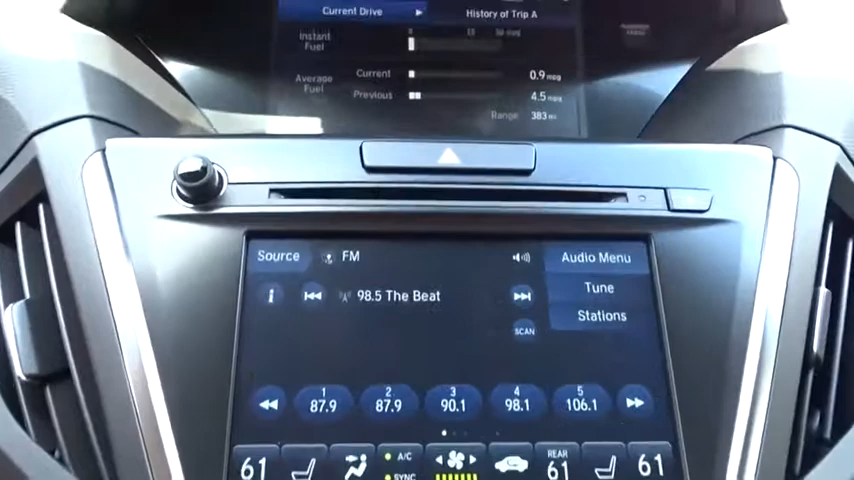 Current Drive
History of Trip A
Instant
Fuel
Average
Fuel
Current
Previous
0.9 mpg
4.5 mpg
Range 383 mi
Source
FM
Audio Menu
98.5 The Beat
Tune
SCAN
Stations
1
87.9
2
87.9
3
90.1
4
98.1
5
106.1
61
A/C
SYNC
REAR
61
61